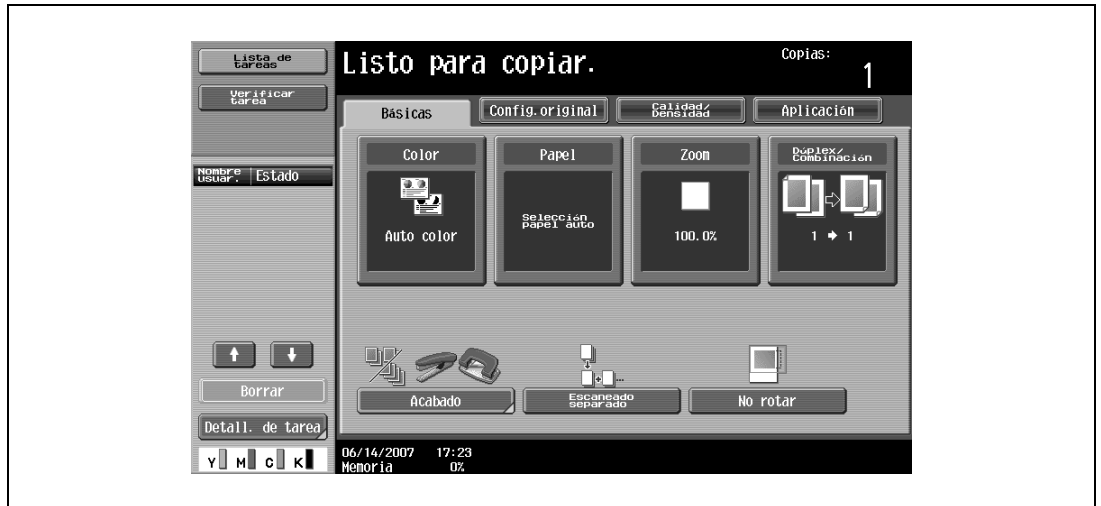 Lista de
tareas
Verificar
tarea
Nombre
usuar.
Estado
Borrar
Detall. de tarea
Y M C K
Listo para copiar.
Copias:
1
Básicas
Config.original
Calidad/
Densidad
Aplicación
Color
Auto color
Papel
Selección
papel auto
Zoom
100.0%
Dúplex/
Combinación
1 ➧ 1
Acabado
Escaneado
separado
No rotar
06/14/2007 17:23
Memoria 0%